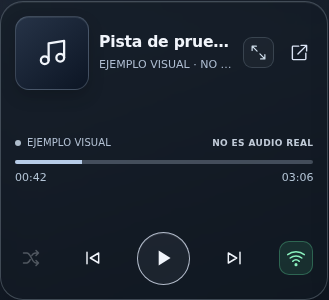 Pista de prue...
EJEMPLO VISUAL · NO ...
EJEMPLO VISUAL
NO ES AUDIO REAL
00:42
03:06